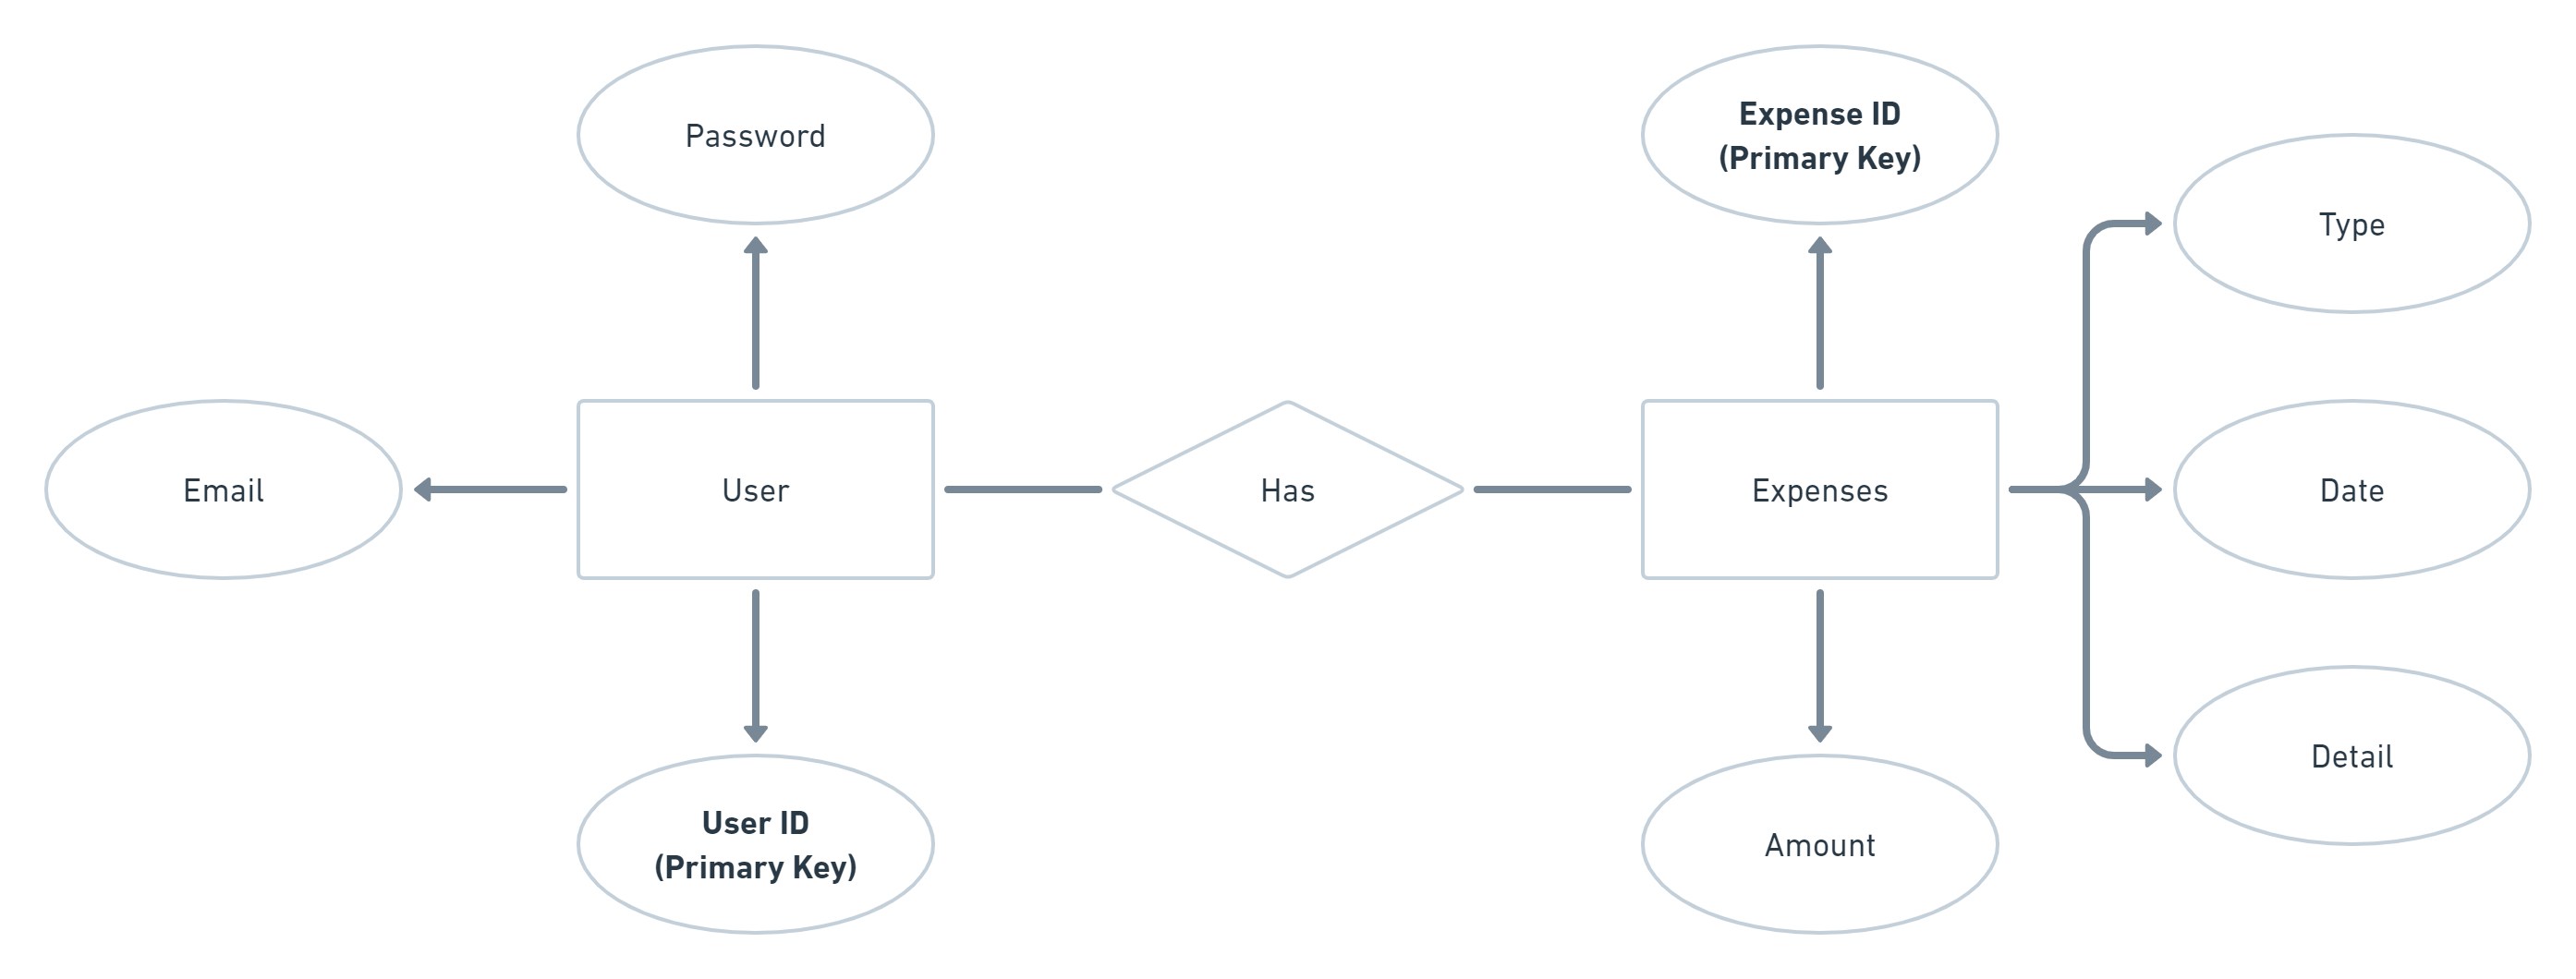 Password
Expense ID
(Primary Key)
Type
Email
User
Has
Expenses
Date
Detail
User ID
(Primary Key)
Amount